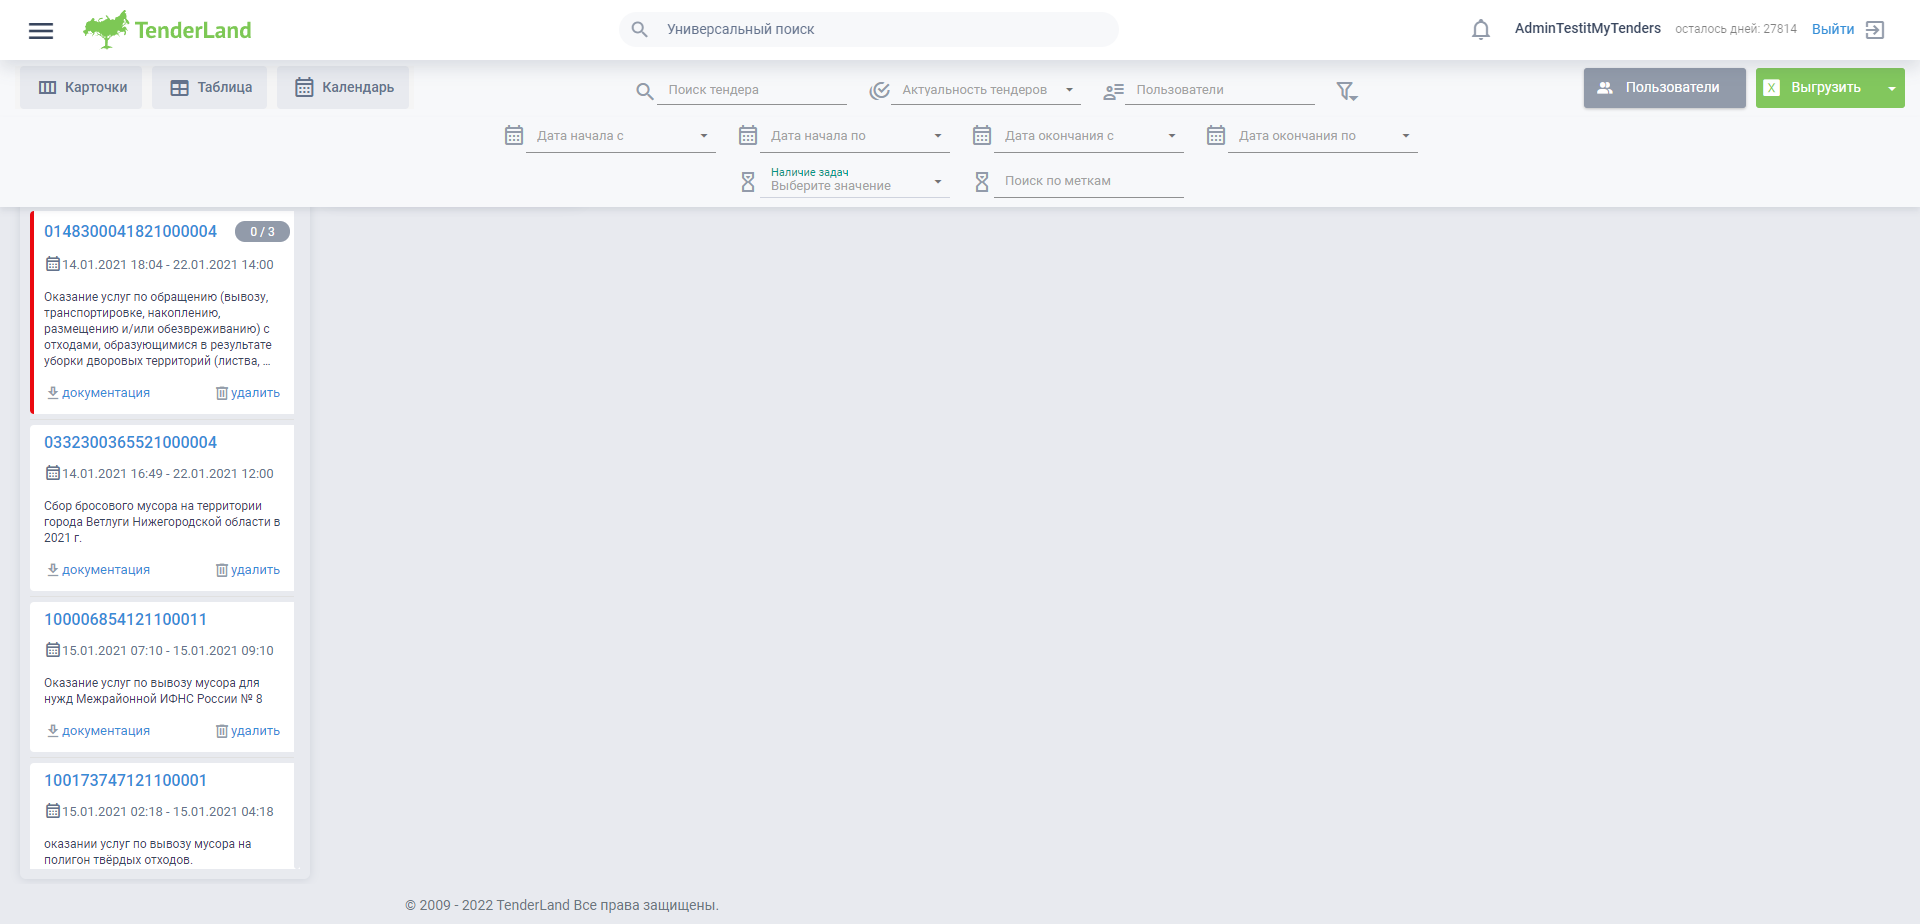 TenderLand
Универсальный поиск
AdminTestitMyTenders осталось дней: 27814 Выйти
Карточки Таблица Календарь
Поиск тендера Актуальность тендеров Пользователи
Пользователи X Выгрузить
Дата начала с Дата начала по Дата окончания с Дата окончания по
Наличие задач
Выберите значение Поиск по меткам
0148300041821000004 0 / 3
14.01.2021 18:04 - 22.01.2021 14:00
Оказание услуг по обращению (вывозу,
транспортировке, накоплению,
размещению и/или обезвреживанию) с
отходами, образующимися в результате
уборки дворовых территорий (листва, ...
документация удалить
0332300365521000004
14.01.2021 16:49 - 22.01.2021 12:00
Сбор бросового мусора на территории
города Ветлуги Нижегородской области в
2021 г.
документация удалить
100006854121100011
15.01.2021 07:10 - 15.01.2021 09:10
Оказание услуг по вывозу мусора для
нужд Межрайонной ИФНС России № 8
документация удалить
100173747121100001
15.01.2021 02:18 - 15.01.2021 04:18
оказании услуг по вывозу мусора на
полигон твёрдых отходов.
© 2009 - 2022 TenderLand Все права защищены.